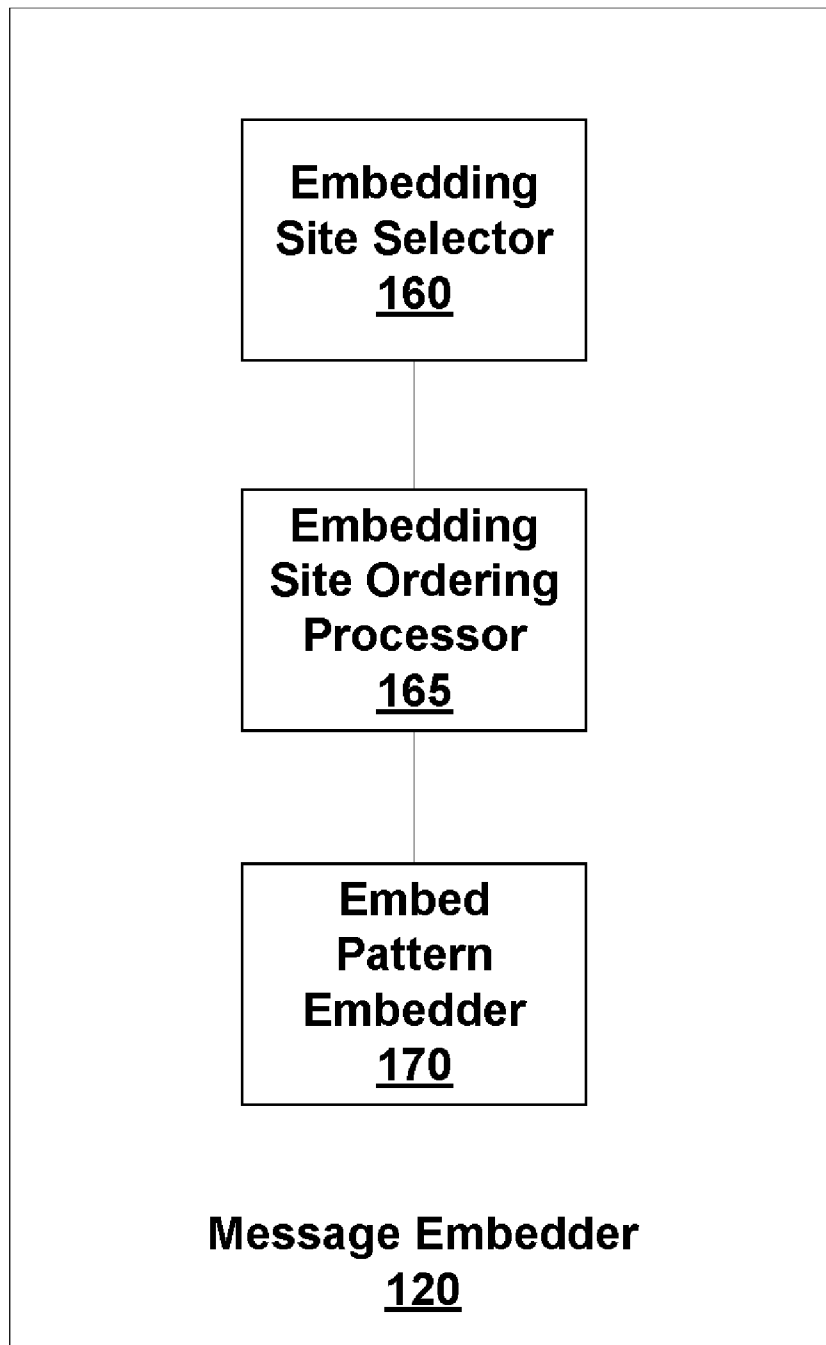 Embedding
Site Selector
160
Embedding
Site Ordering
Processor
165
Embed
Pattern
Embedder
170
Message Embedder
120